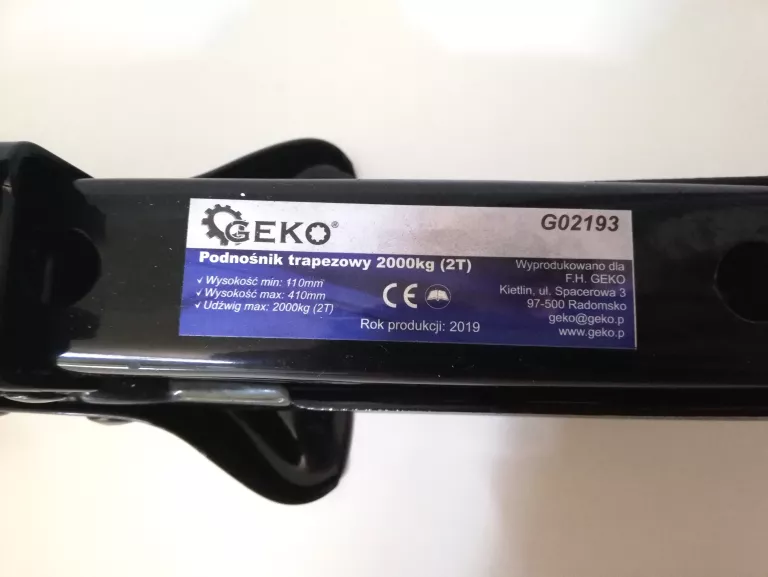 GEKO®
G02193
Podnośnik trapezowy 2000kg (2T)
✓ Wysokość min: 110mm
✓ Wysokość max: 410mm
✓ Udźwig max: 2000kg (2T)
CE
Rok produkcji: 2019
Wyprodukowano dla
F.H. GEKO
Kietlin, ul. Spacerowa 3
97-500 Radomsko
geko@geko.p
www.geko.p